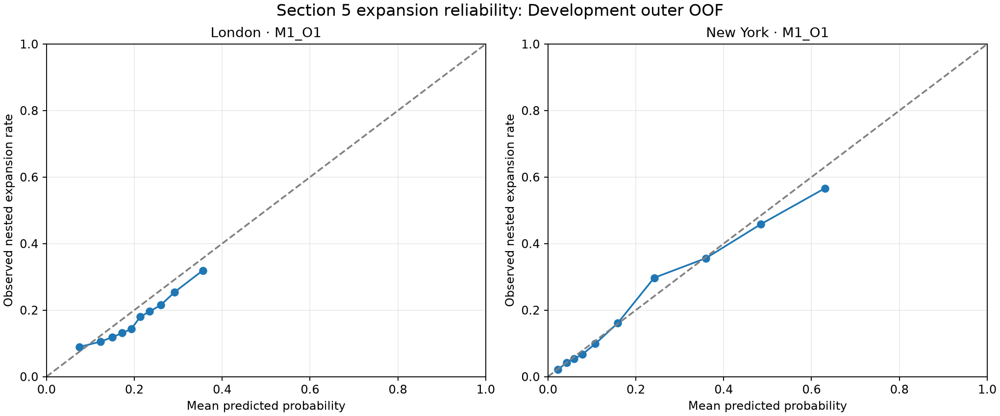 Section 5 expansion reliability: Development outer OOF
London · M1_O1
Observed nested expansion rate
1.0
0.8
0.6
0.4
0.2
0.0
0.0 0.2 0.4 0.6 0.8 1.0
Mean predicted probability
New York · M1_O1
Observed nested expansion rate
1.0
0.8
0.6
0.4
0.2
0.0
0.0 0.2 0.4 0.6 0.8 1.0
Mean predicted probability